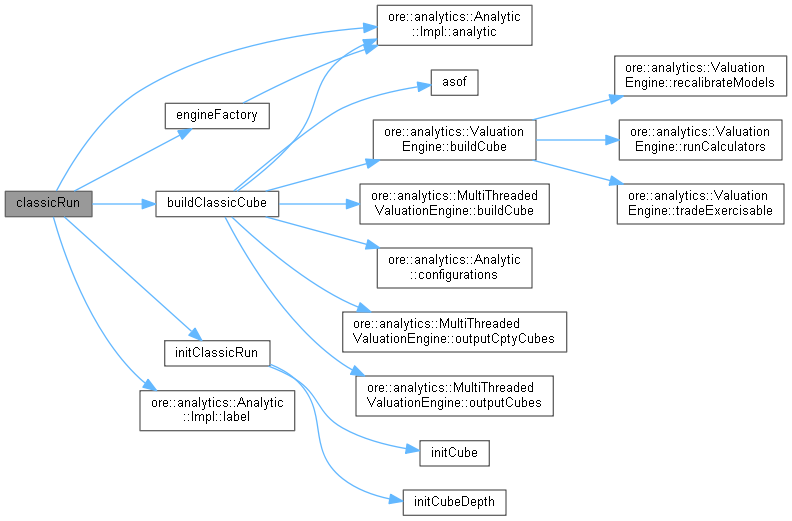 classicRun
engineFactory
buildClassicCube
initClassicRun
ore::analytics::Analytic
::Impl::label
ore::analytics::Analytic
::Impl::analytic
asof
ore::analytics::Valuation
Engine::buildCube
ore::analytics::MultiThreaded
ValuationEngine::buildCube
ore::analytics::Analytic
::configurations
ore::analytics::MultiThreaded
ValuationEngine::outputCptyCubes
ore::analytics::MultiThreaded
ValuationEngine::outputCubes
initCube
initCubeDepth
ore::analytics::Valuation
Engine::recalibrateModels
ore::analytics::Valuation
Engine::runCalculators
ore::analytics::Valuation
Engine::tradeExercisable